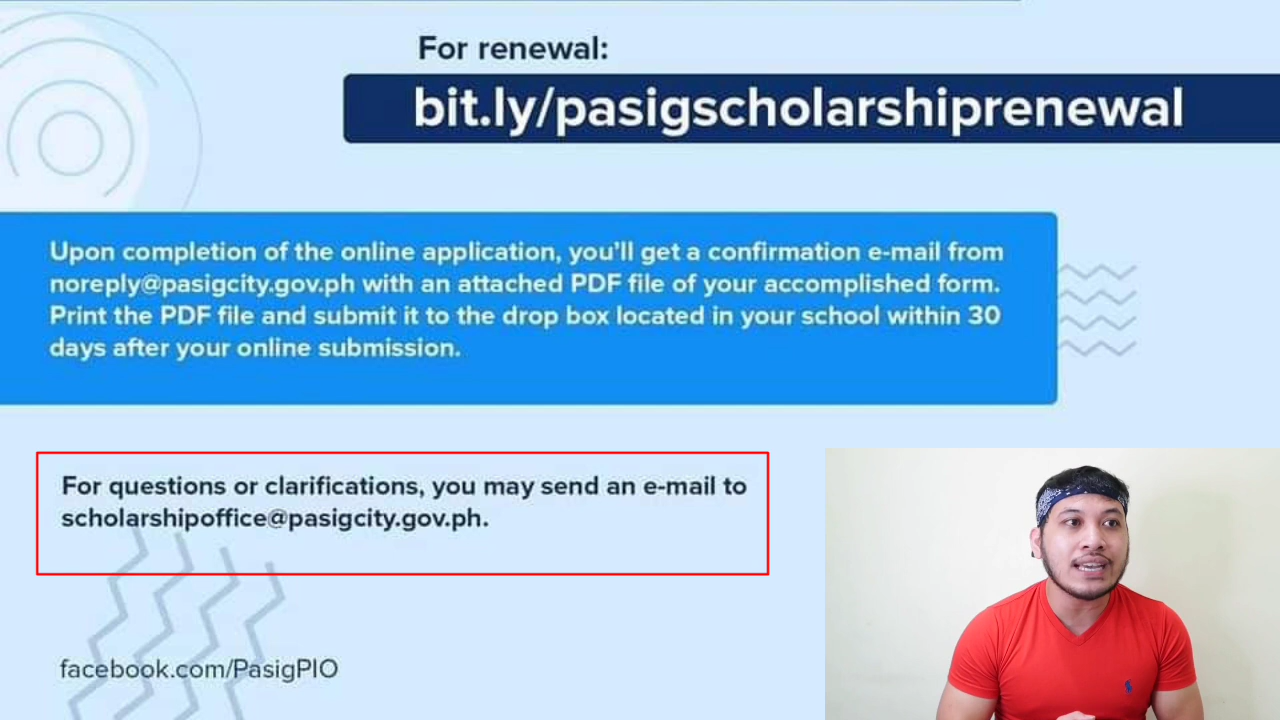 For renewal:
bit.ly/pasigscholarshiprenewal
Upon completion of the online application, you'll get a confirmation e-mail from
noreply@pasigcity.gov.ph with an attached PDF file of your accomplished form.
Print the PDF file and submit it to the drop box located in your school within 30
days after your online submission.
For questions or clarifications, you may send an e-mail to
scholarshipoffice@pasigcity.gov.ph.
facebook.com/PasigPIO